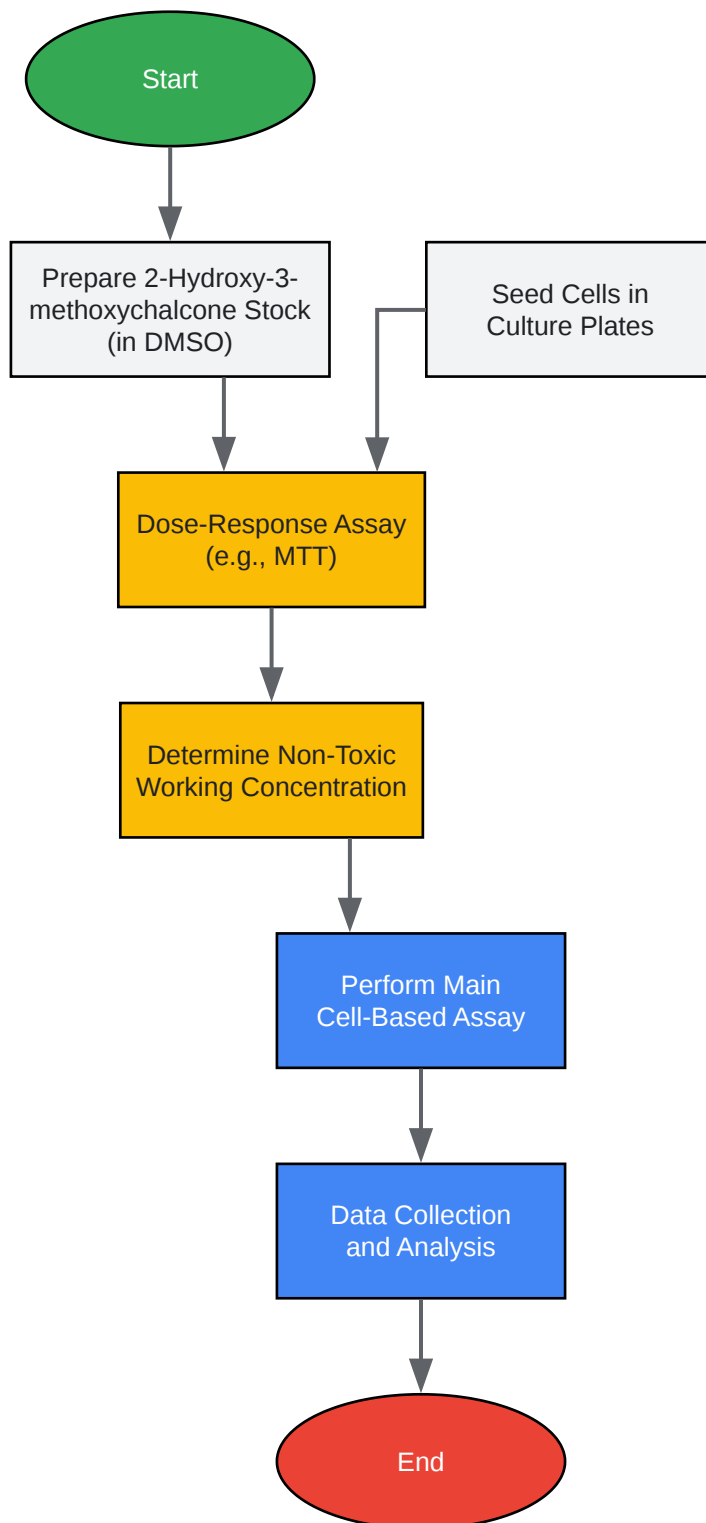 Start
Prepare 2-Hydroxy-3-
methoxychalcone Stock
(in DMSO)
Seed Cells in
Culture Plates
Dose-Response Assay
(e.g., MTT)
Determine Non-Toxic
Working Concentration
Perform Main
Cell-Based Assay
Data Collection
and Analysis
End